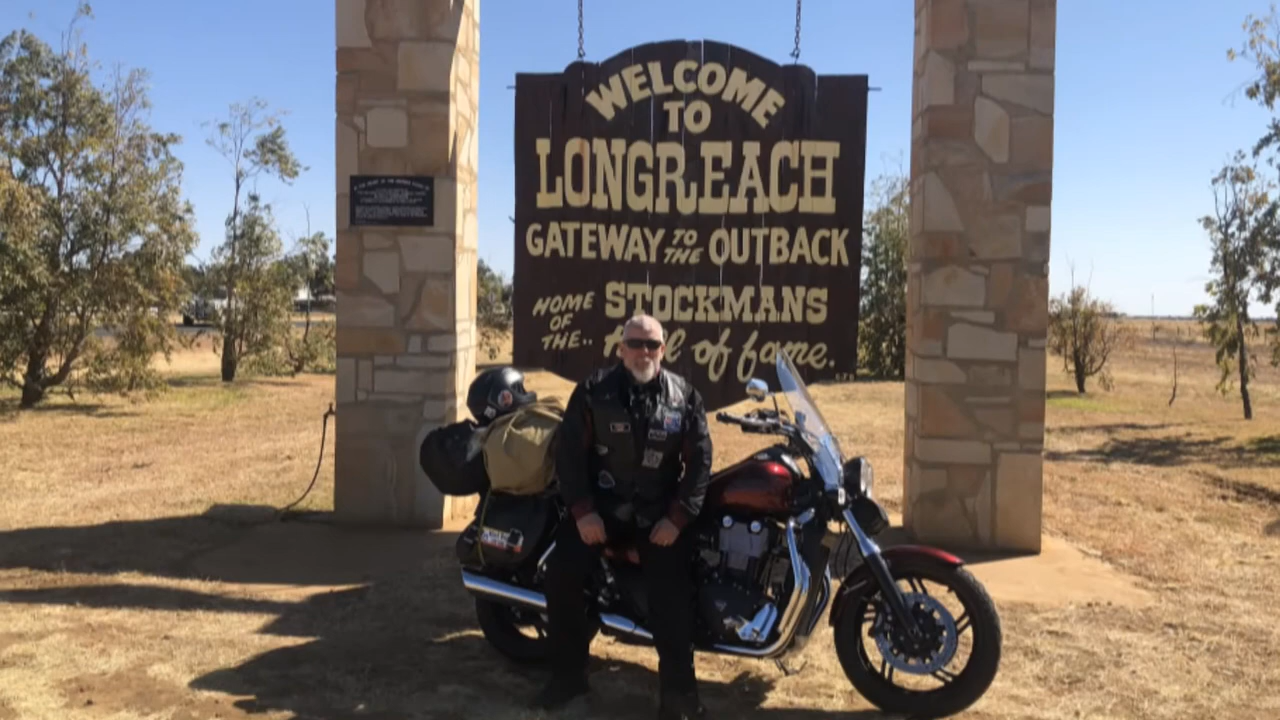 WELCOME
TO
LONGREACH
GATEWAY TO THE OUTBACK
HOME OF THE.. STOCKMANS
Hall of fame.